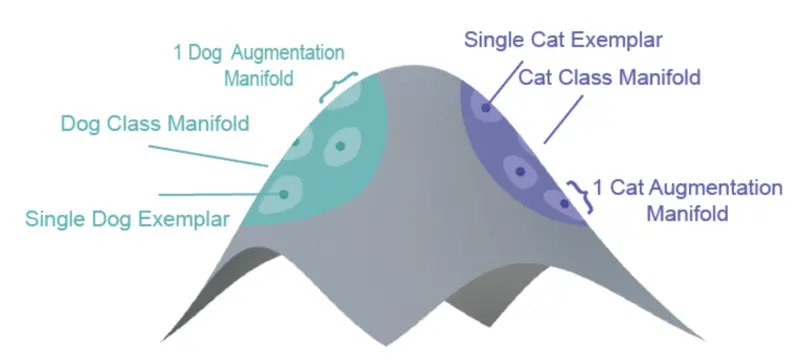 1 Dog Augmentation
Manifold
Dog Class Manifold
Single Dog Exemplar
Single Cat Exemplar
Cat Class Manifold
1 Cat Augmentation
Manifold